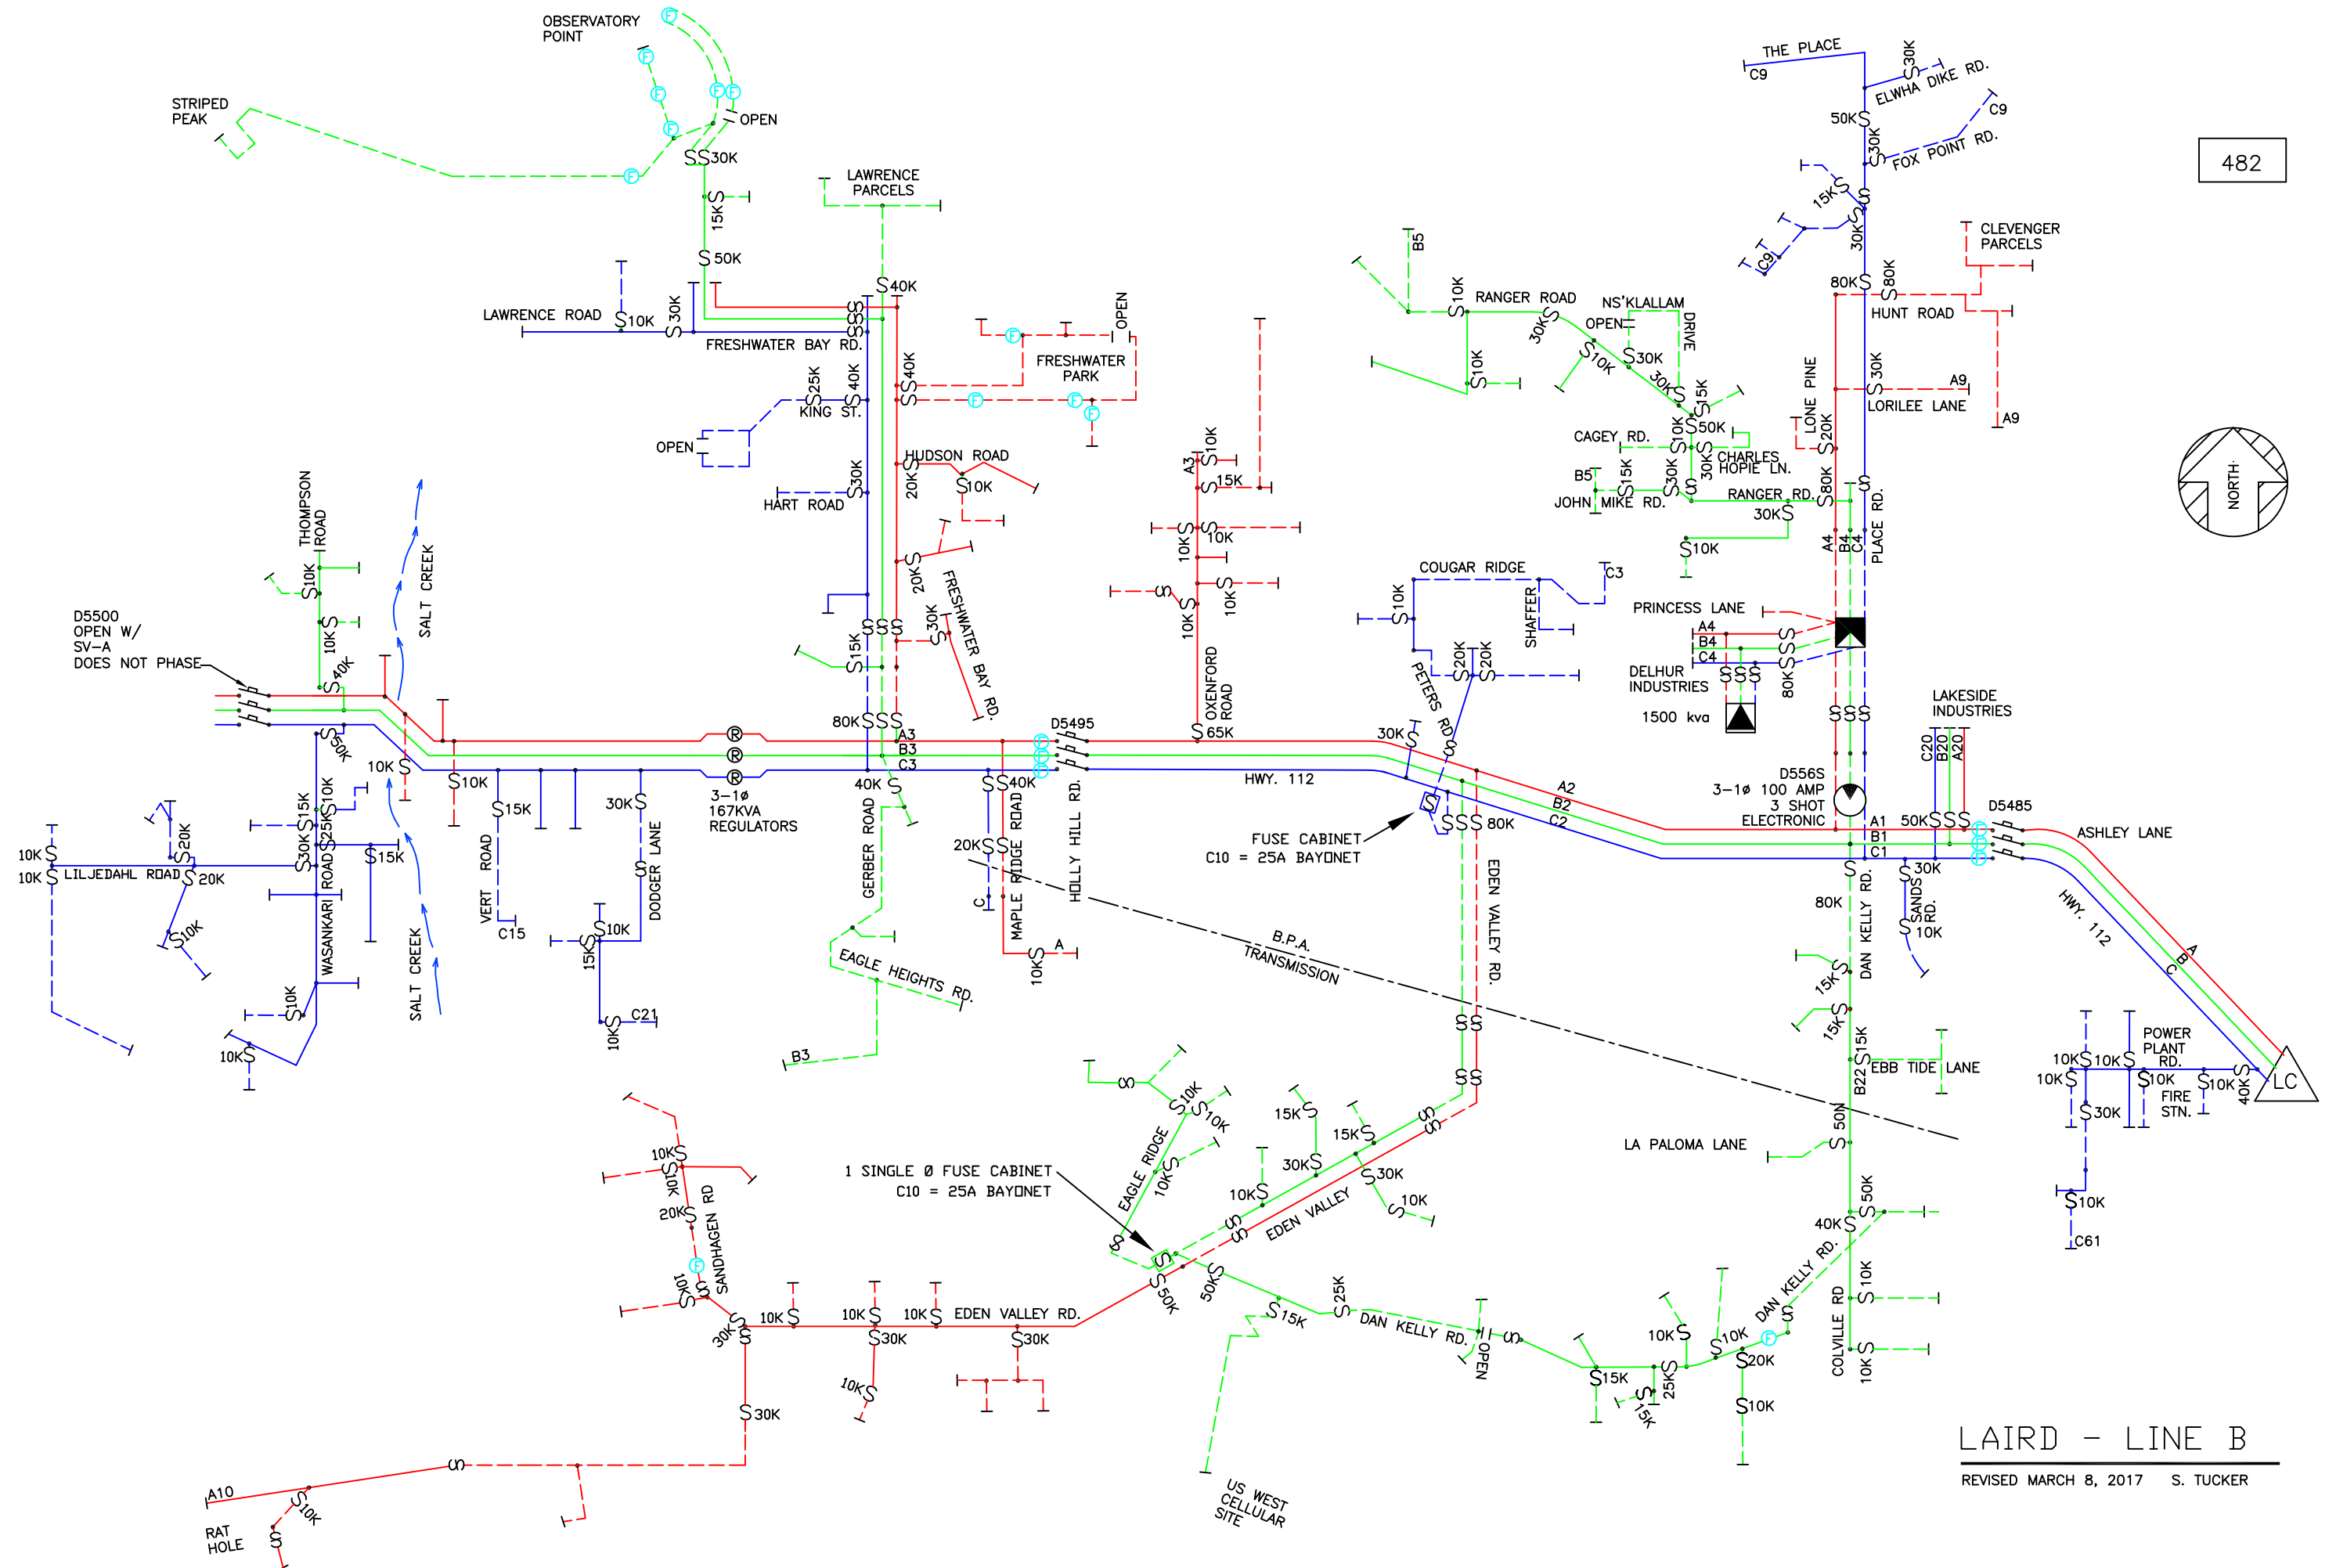 OBSERVATORY
POINT
THE PLACE
C9
30K
ELWHA DIKE RD.
C9
STRIPED
PEAK
OPEN
50K
30K
FOX POINT RD.
482
30K
LAWRENCE
PARCELS
15K
15K
30K
C9
CLEVENGER
PARCELS
B5
50K
40K
80K
80K
10K
RANGER ROAD
NS'KLALLAM
OPEN
DRIVE
30K
HUNT ROAD
LAWRENCE ROAD
10K
30K
FRESHWATER BAY RD.
OPEN
10K
30K
30K
FRESHWATER
PARK
40K
25K
40K
KING ST.
10K
30K
15K
LONE PINE
30K
A9
LORILEE LANE
A9
OPEN
50K
20K
CAGEY RD.
10K
30K
CHARLES
HOPIE LN.
HUDSON ROAD
20K
10K
A3
10K
15K
HART ROAD
30K
B5
15K
30K
JOHN MIKE RD.
RANGER RD.
80K
30K
NORTH
THOMPSON
ROAD
SALT CREEK
10K
10K
10K
A4
B4
C4
PLACE RD.
20K
FRESHWATER BAY RD.
10K
10K
COUGAR RIDGE
C3
SHAFFER
10K
10K
10K
PRINCESS LANE
D5500
OPEN W/
SV-A
DOES NOT PHASE
30K
15K
40K
OXENFORD
ROAD
PETERS RD
20K
20K
A4
B4
C4
DELHUR
INDUSTRIES
80K
1500 kva
LAKESIDE
INDUSTRIES
50K
80K
A3
B3
C3
D5495
65K
30K
C20
B20
A20
10K
10K
3-1ø
167KVA
REGULATORS
40K
40K
HWY. 112
A2
B2
C2
D556S
3-1ø 100 AMP
3 SHOT
ELECTRONIC
D5485
15K
30K
80K
A1
B1
C1
50K
ASHLEY LANE
15K
10K
20K
25K
30K
15K
10K
10K
LILJEDAHL ROAD
20K
WASANKARI ROAD
VERT ROAD
DODGER LANE
GERBER ROAD
20K
MAPLE RIDGE ROAD
HOLLY HILL RD.
FUSE CABINET
C10 = 25A BAYONET
EDEN VALLEY RD.
30K
SANDS
RD.
10K
80K
DAN KELLY RD.
HWY. 112
A
B
C
C
A
10K
C15
10K
15K
10K
B.P.A.
TRANSMISSION
EAGLE HEIGHTS RD.
SALT CREEK
10K
10K
C21
10K
B3
15K
15K
15K
B22
EBB TIDE LANE
POWER
PLANT
RD.
10K
10K
10K
10K
10K
40K
LC
30K
FIRE
STN.
50N
LA PALOMA LANE
10K
10K
EAGLE RIDGE
10K
15K
15K
30K
30K
10K
10K
10K
C61
10K
10K
20K
SANDHAGEN RD
10K
1 SINGLE Ø FUSE CABINET
C10 = 25A BAYONET
EDEN VALLEY
50K
40K
DAN KELLY RD.
COLVILLE RD
10K
10K
50K
50K
15K
25K
DAN KELLY RD.
OPEN
10K
10K
20K
10K
15K
15K
25K
30K
10K
10K
10K
EDEN VALLEY RD.
30K
30K
10K
30K
A10
10K
RAT
HOLE
US WEST
CELLULAR
SITE
LAIRD - LINE B
REVISED MARCH 8, 2017 S. TUCKER